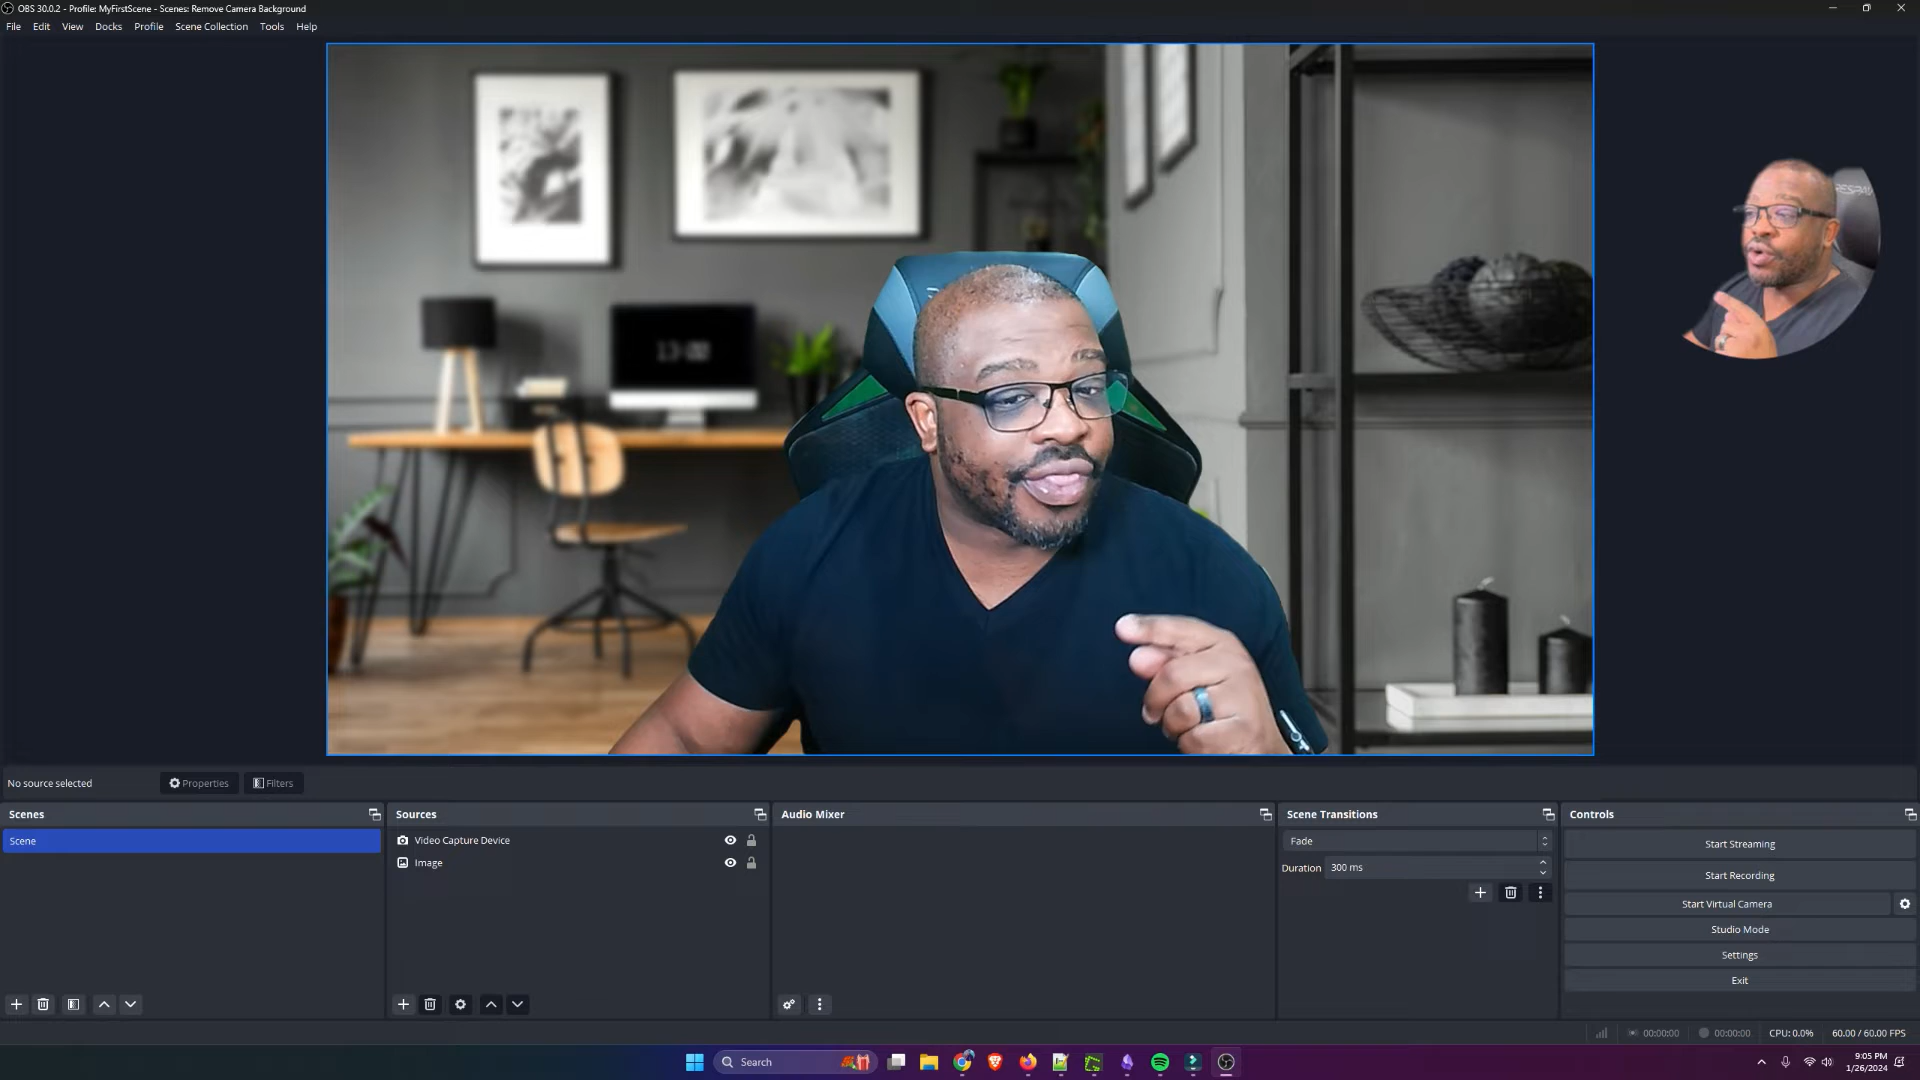 OBS 30.0.2 - Profile: MyFirstScene - Scenes: Remove Camera Background
File Edit View Docks Profile Scene Collection Tools Help
13:00
No source selected Properties Filters
Scenes
Scene
Sources
Video Capture Device
Image
Audio Mixer
Scene Transitions
Fade
Duration 300 ms
Controls
Start Streaming
Start Recording
Start Virtual Camera
Studio Mode
Settings
Exit
00:00:00 00:00:00 CPU: 0.0% 60.00 / 60.00 FPS
Search
9:05 PM
1/26/2024